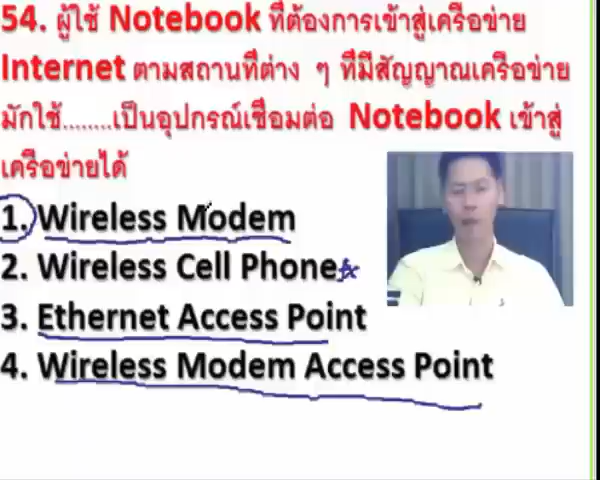 54. ผู้ใช้ Notebook ที่ต้องการเข้าสู่เครือข่าย
Internet ตามสถานที่ต่าง ๆ ที่มีสัญญาณเครือข่าย
มักใช้........เป็นอุปกรณ์เชื่อมต่อ Notebook เข้าสู่
เครือข่ายได้
1. Wireless Modem
2. Wireless Cell Phone
3. Ethernet Access Point
4. Wireless Modem Access Point